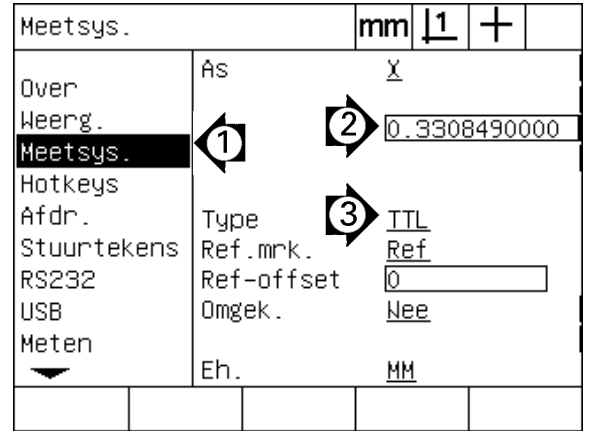 Meetsys. mm 1
Over
Weerg.
Meetsys.
Hotkeys
Afdr.
Stuurtekens
RS232
USB
Meten
As X
1
2 0.3308490000
3
Type TTL
Ref.mrk. Ref
Ref-offset 0
Omgek. Nee
Eh. MM